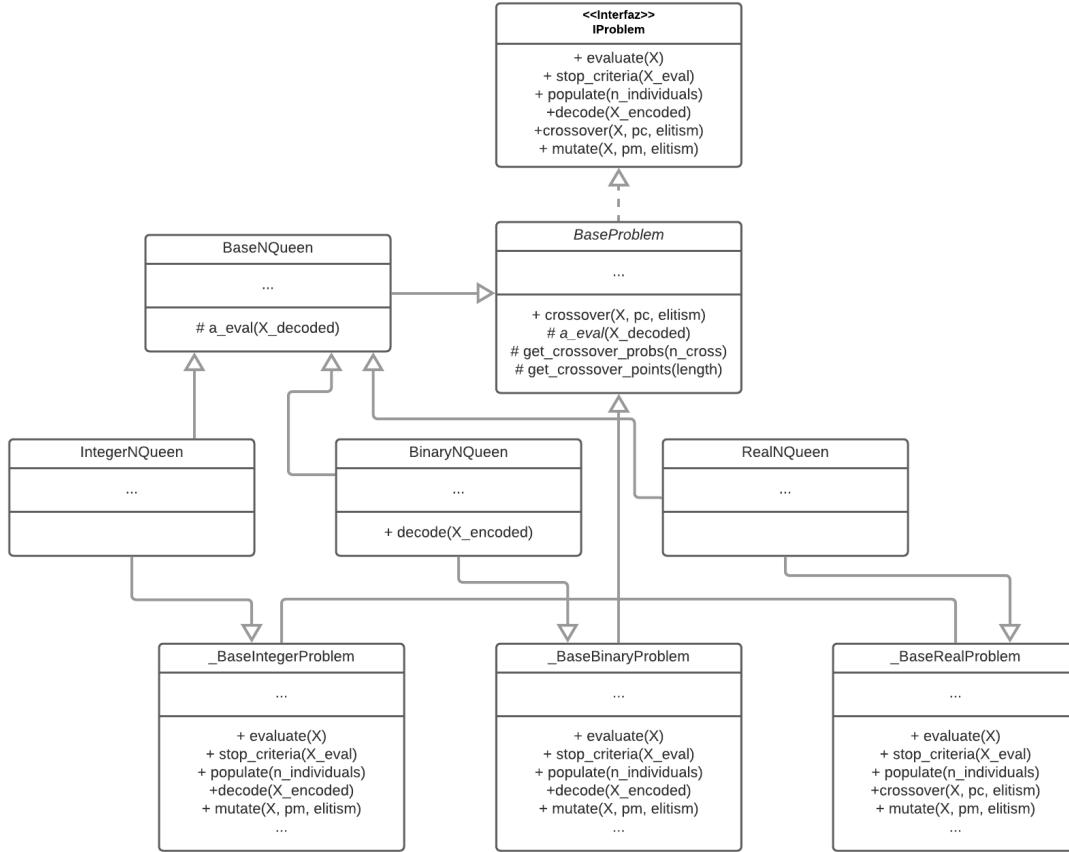 <<Interfaz>>
IProblem
+ evaluate(X)
+ stop_criteria(X_eval)
+ populate(n_individuals)
+decode(X_encoded)
+crossover(X, pc, elitism)
+ mutate(X, pm, elitism)
BaseNQueen
...
# a_eval(X_decoded)
BaseProblem
...
+ crossover(X, pc, elitism)
# a_eval(X_decoded)
# get_crossover_probs(n_cross)
# get_crossover_points(length)
IntegerNQueen
...
BinaryNQueen
...
+ decode(X_encoded)
RealNQueen
...
_BaseIntegerProblem
...
+ evaluate(X)
+ stop_criteria(X_eval)
+ populate(n_individuals)
+decode(X_encoded)
+ mutate(X, pm, elitism)
...
_BaseBinaryProblem
...
+ evaluate(X)
+ stop_criteria(X_eval)
+ populate(n_individuals)
+decode(X_encoded)
+ mutate(X, pm, elitism)
...
_BaseRealProblem
...
+ evaluate(X)
+ stop_criteria(X_eval)
+ populate(n_individuals)
+crossover(X, pc, elitism)
+ mutate(X, pm, elitism)
...